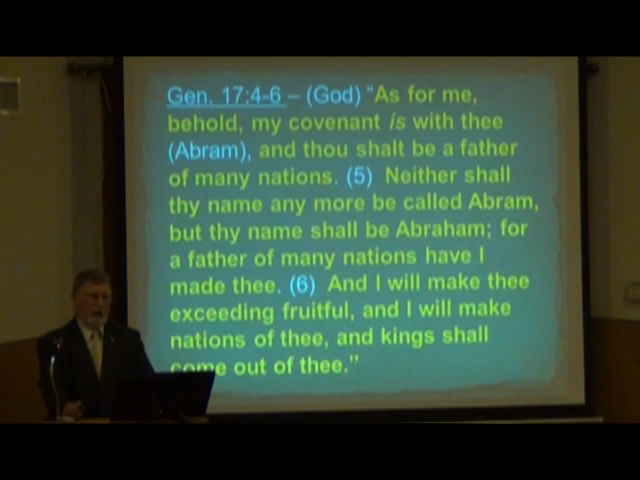 Gen. 17:4-6 – (God) “As for me,
behold, my covenant is with thee
(Abram), and thou shalt be a father
of many nations. (5)  Neither shall
thy name any more be called Abram,
but thy name shall be Abraham; for
a father of many nations have I
made thee. (6)  And I will make thee
exceeding fruitful, and I will make
nations of thee, and kings shall
come out of thee.”